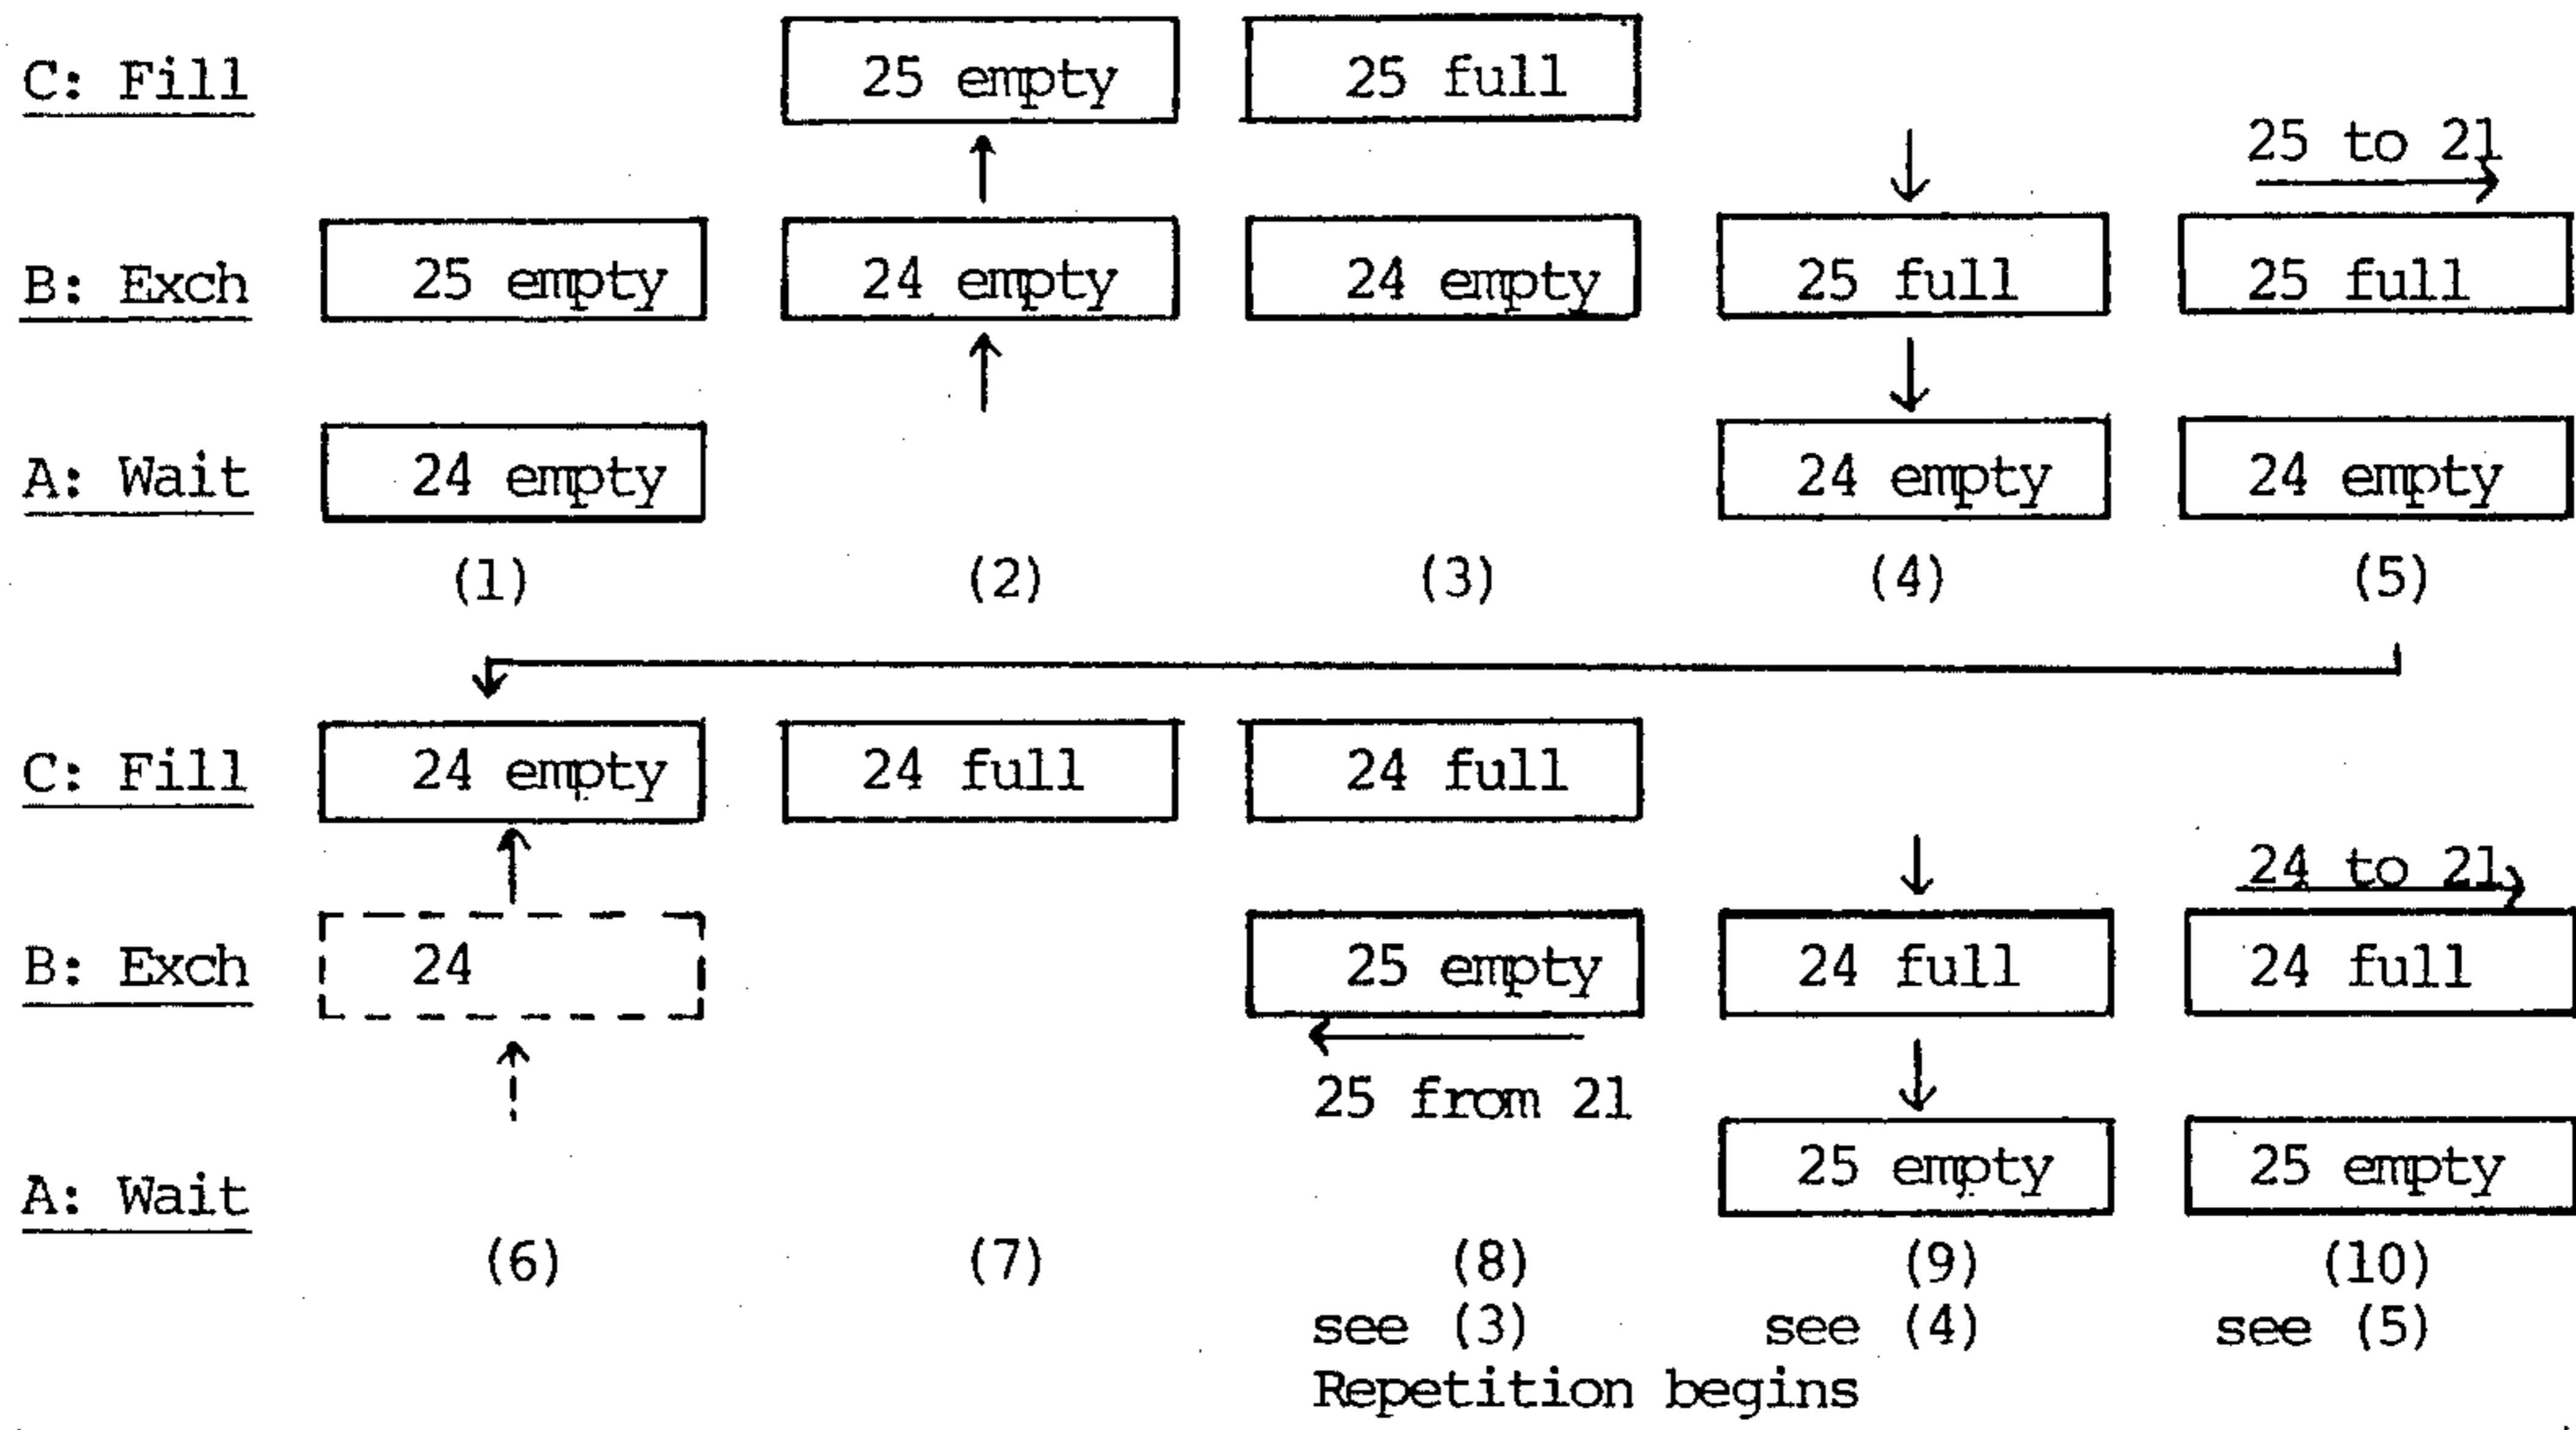 C: Fill 25 empty 25 full
25 to 21
B: Exch 25 empty 24 empty 24 empty 25 full 25 full
A: Wait 24 empty 24 empty 24 empty
(1) (2) (3) (4) (5)
C: Fill 24 empty 24 full 24 full
24 to 21
B: Exch 24 25 empty 24 full 24 full
25 from 21
A: Wait 25 empty 25 empty
(6) (7) (8) (9) (10)
see (3) see (4) see (5)
Repetition begins